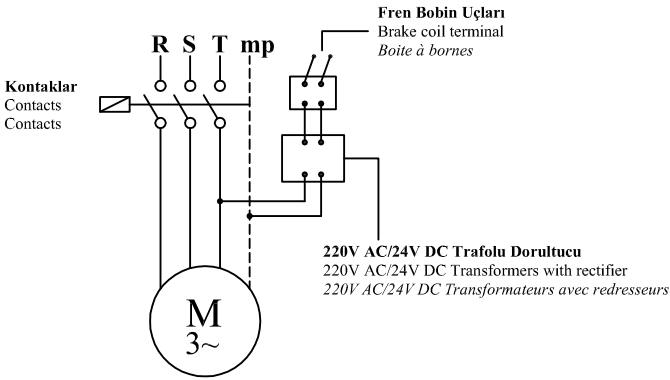 Fren Bobin Uçları
Brake coil terminal
Boite à bornes
R S T mp
Kontaklar
Contacts
Contacts
220V AC/24V DC Trafolu Dorultucu
220V AC/24V DC Transformers with rectifier
220V AC/24V DC Transformateurs avec redresseurs
M
3~